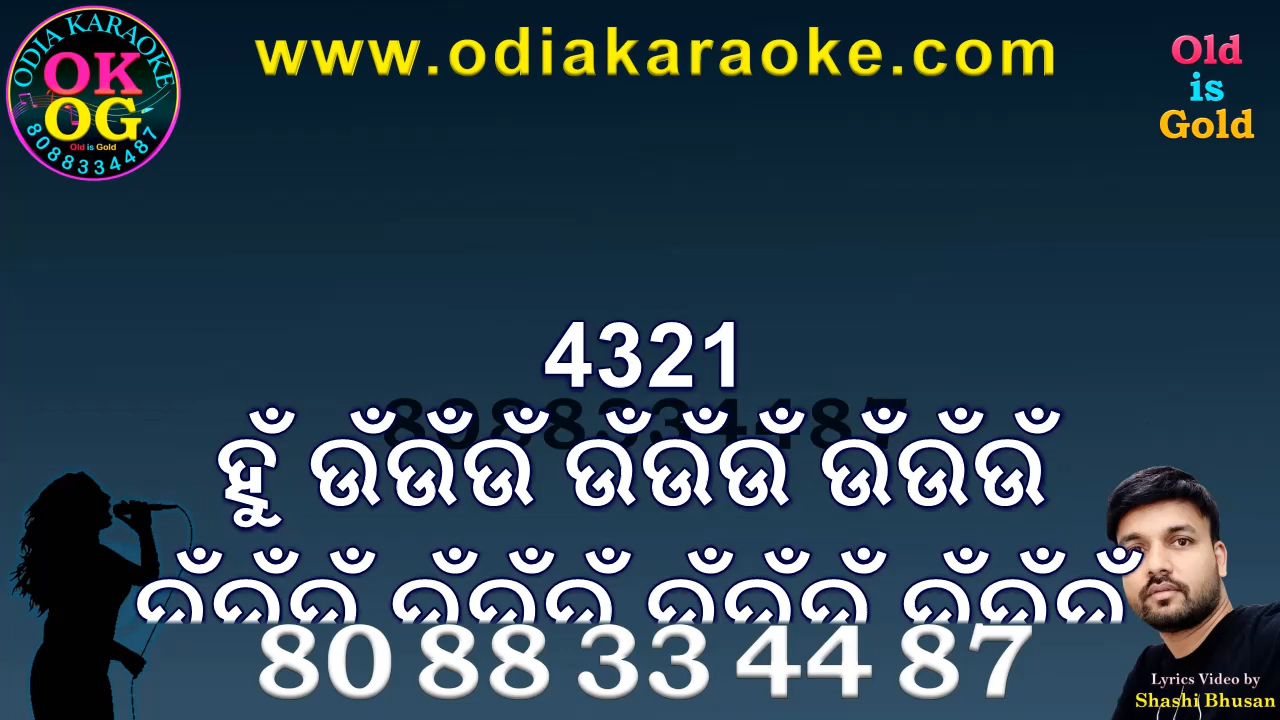 ODIA KARAOKE
OK
OG
Old is Gold
8088334487
www.odiakaraoke.com
Old
is
Gold
4321
8088334487
ହୁଁ ଉଁଉଁଉଁ ଉଁଉଁଉଁ ଉଁଉଁଉଁ
ଉଁଉଁଉଁ ଉଁଉଁଉଁ ଉଁଉଁଉଁ ଉଁଉଁଉଁ
80 88 33 44 87
Lyrics Video by
Shashi Bhusan